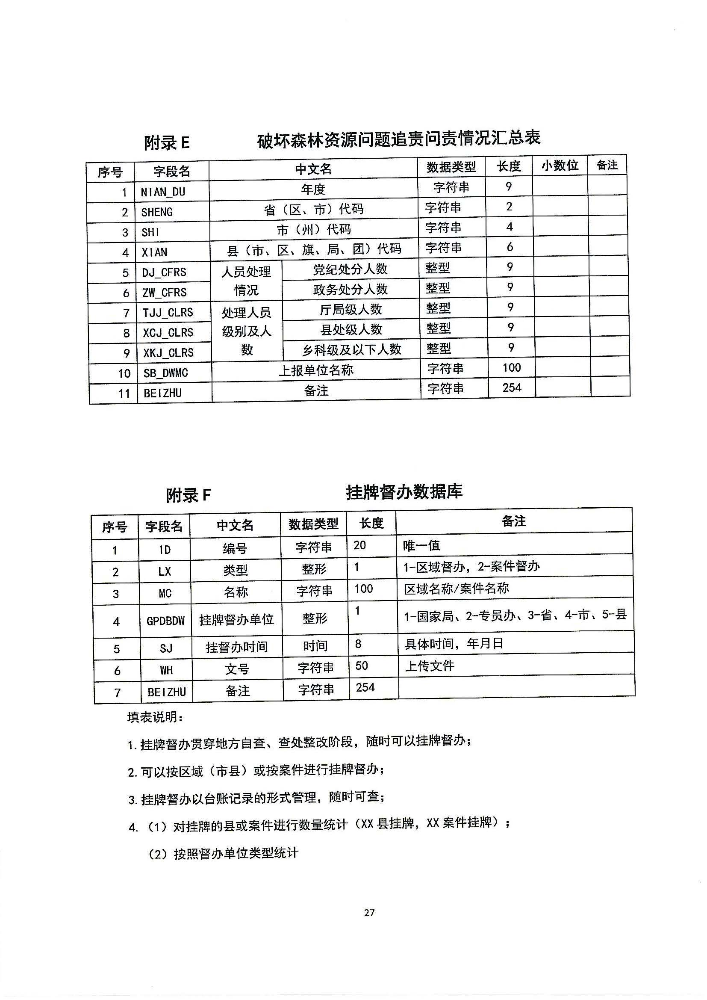 附录 E 破坏森林资源问题追责问责情况汇总表
序号 字段名 中文名 数据类型 长度 小数位 备注
1 NIAN_DU 年度 字符串 9
2 SHENG 省（区、市）代码 字符串 2
3 SHI 市（州）代码 字符串 4
4 XIAN 县（市、区、旗、局、团）代码 字符串 6
5 DJ_CFRS 人员处理情况 党纪处分人数 整型 9
6 ZW_CFRS 政务处分人数 整型 9
7 TJJ_CLRS 处理人员级别及人数 厅局级人数 整型 9
8 XCJ_CLRS 县处级人数 整型 9
9 XKJ_CLRS 乡科级及以下人数 整型 9
10 SB_DWMC 上报单位名称 字符串 100
11 BEIZHU 备注 字符串 254
附录 F 挂牌督办数据库
序号 字段名 中文名 数据类型 长度 备注
1 ID 编号 字符串 20 唯一值
2 LX 类型 整形 1 1-区域督办，2-案件督办
3 MC 名称 字符串 100 区域名称/案件名称
4 GPDBDW 挂牌督办单位 整形 1 1-国家局、2-专员办、3-省、4-市、5-县
5 SJ 挂督办时间 时间 8 具体时间，年月日
6 WH 文号 字符串 50 上传文件
7 BEIZHU 备注 字符串 254
填表说明：
1.挂牌督办贯穿地方自查、查处整改阶段，随时可以挂牌督办；
2.可以按区域（市县）或按案件进行挂牌督办；
3.挂牌督办以台账记录的形式管理，随时可查；
4.（1）对挂牌的县或案件进行数量统计（XX 县挂牌，XX 案件挂牌）；
（2）按照督办单位类型统计
27